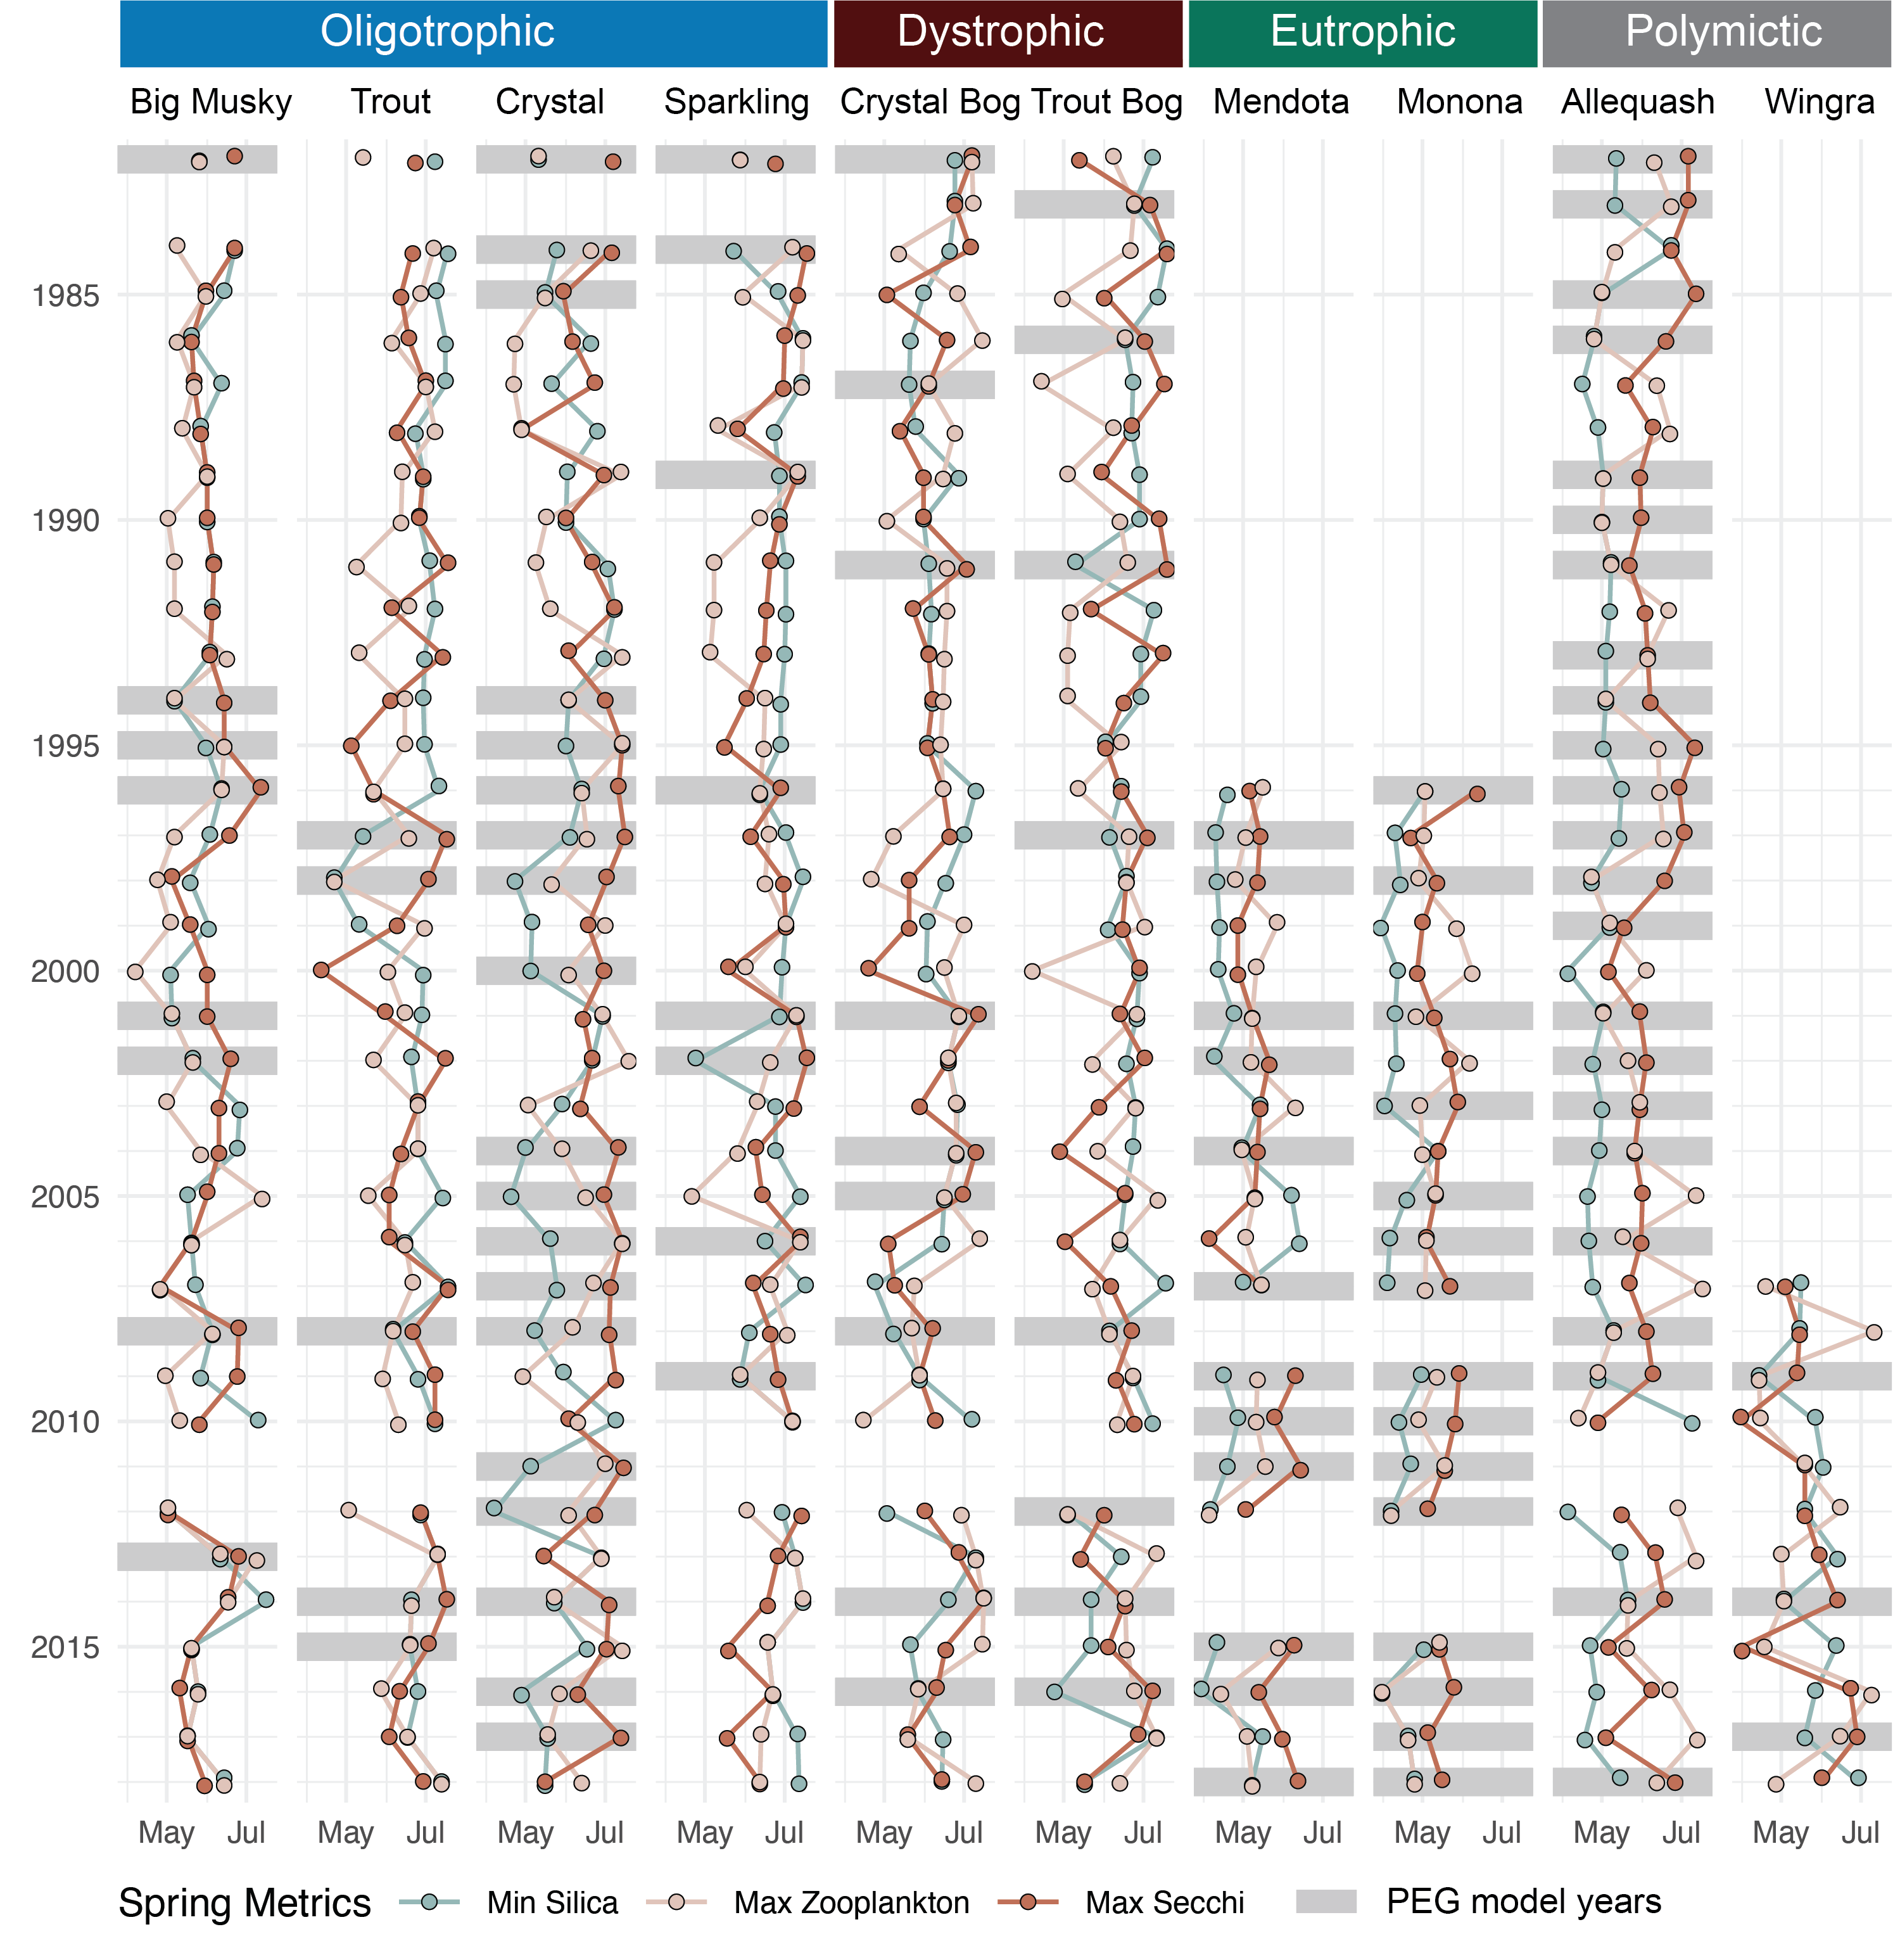 Oligotrophic Dystrophic Eutrophic Polymictic
Big Musky Trout Crystal Sparkling Crystal Bog Trout Bog Mendota Monona Allequash Wingra
1985
1990
1995
2000
2005
2010
2015
May Jul May Jul May Jul May Jul May Jul May Jul May Jul May Jul May Jul May Jul
Spring Metrics Min Silica Max Zooplankton Max Secchi PEG model years